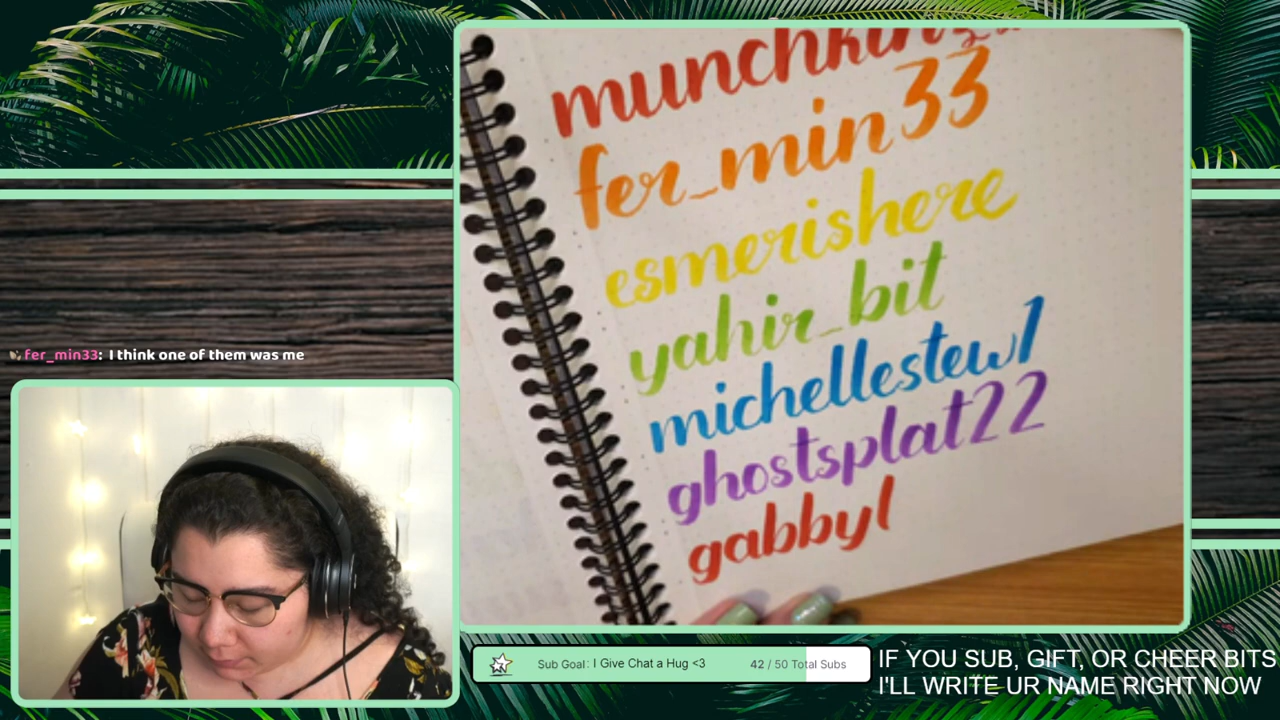 fer_min33
esmerishere
yahir_bit
michellestew1
ghostsplat22
gabbyl
fer_min33: I think one of them was me
Sub Goal: I Give Chat a Hug <3 42 / 50 Total Subs
IF YOU SUB, GIFT, OR CHEER BITS
I'LL WRITE UR NAME RIGHT NOW